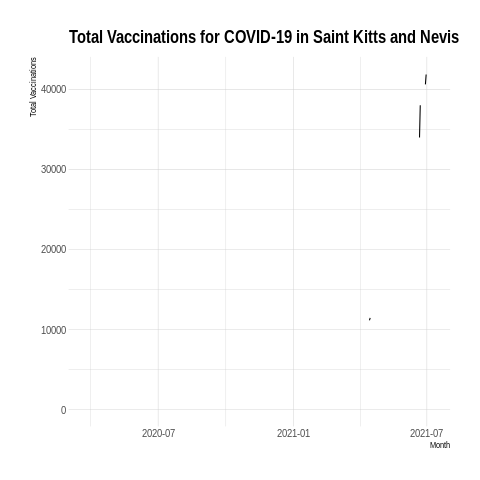 Total Vaccinations for COVID-19 in Saint Kitts and Nevis
Total Vaccinations
40000
30000
20000
10000
0
2020-07
2021-01
2021-07
Month